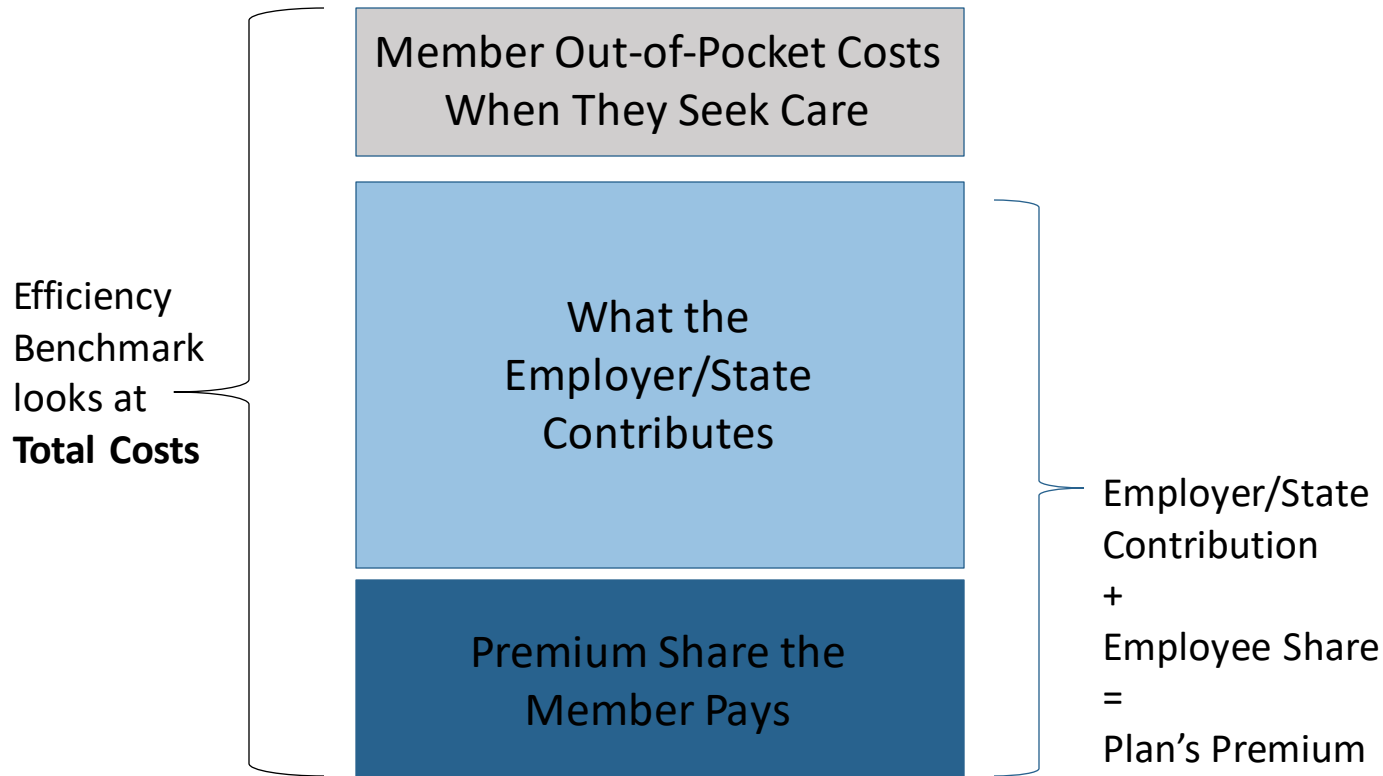 Member Out-of-Pocket Costs
When They Seek Care
What the
Employer/State
Contributes
Premium Share the
Member Pays
Efficiency
Benchmark
looks at
Total Costs
Employer/State
Contribution
+
Employee Share
=
Plan’s Premium